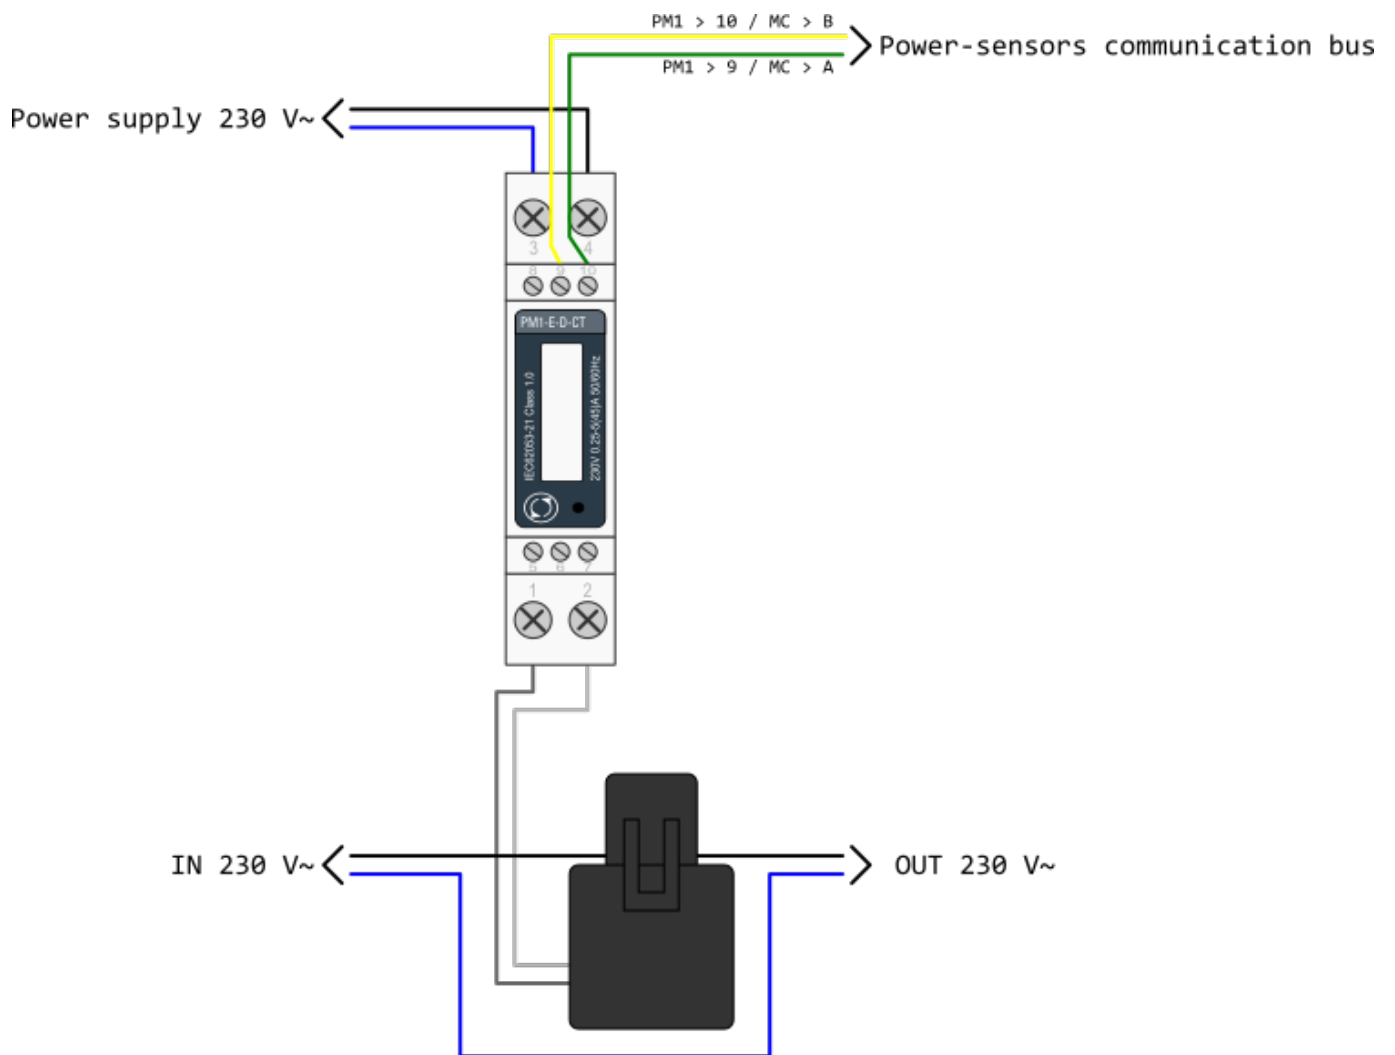 PM1 > 10 / MC > B
Power-sensors communication bus
PM1 > 9 / MC > A
Power supply 230 V~
3 4
8 9 10
PM1-E-D-CT
IEC62053-21 Class 1.0
230V 0.25-5(45)A 50/60Hz
5 6 7
1 2
IN 230 V~
OUT 230 V~